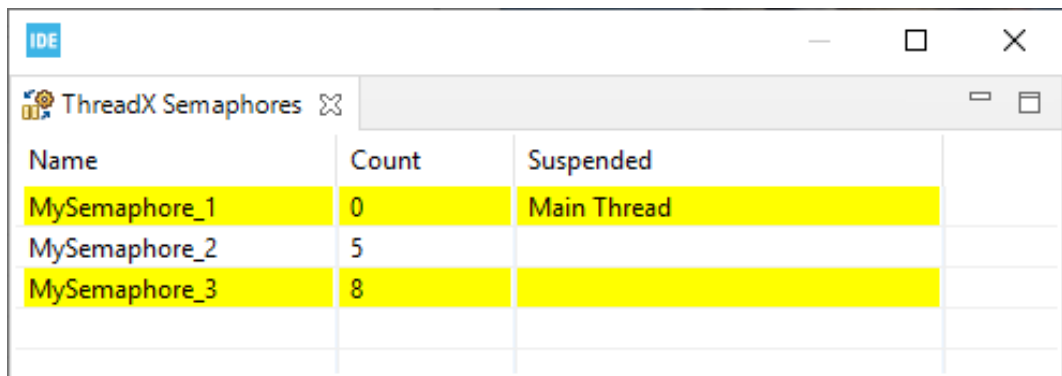 IDE
ThreadX Semaphores
Name Count Suspended
MySemaphore_1 0 Main Thread
MySemaphore_2 5
MySemaphore_3 8